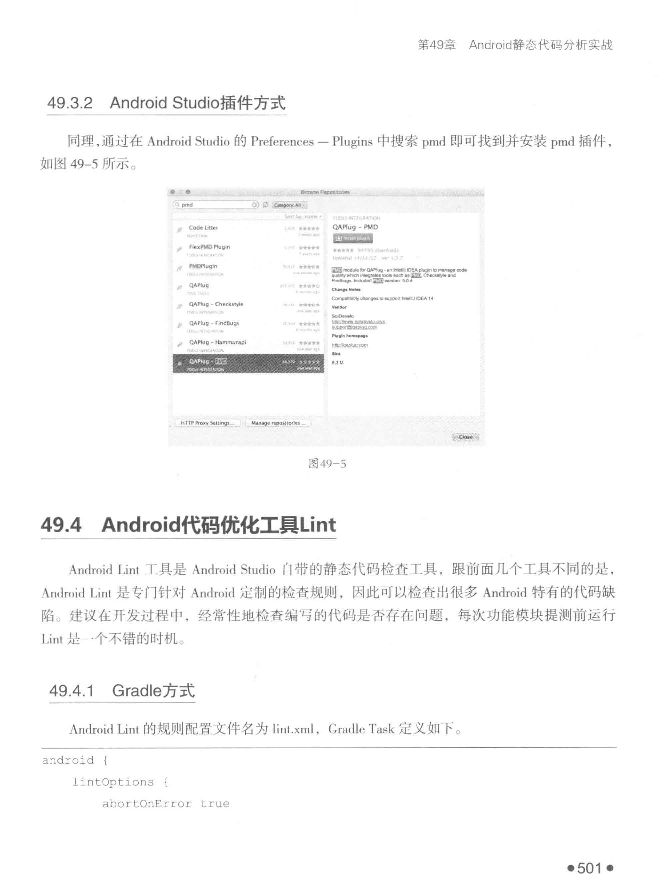 第49章 Android静态代码分析实战
49.3.2 Android Studio插件方式
同理,通过在 Android Studio 的 Preferences — Plugins 中搜索 pmd 即可找到并安装 pmd 插件,
如图 49-5 所示。
Browse Repositories
pmd
Category: All
Sort by: name
Code Litter
FlexPMD Plugin
PMDPlugin
QAPlug
QAPlug - Checkstyle
QAPlug - FindBugs
QAPlug - Hammurapi
QAPlug - PMD
TOOLS INTEGRATION
QAPlug - PMD
Install plugin
PMD module for QAPlug - an IntelliJ IDEA plugin to manage code
quality which integrates tools such as PMD, Checkstyle and
Findbugs. Included PMD version: 5.0.4
Change Notes
Compatibility changes to support IntelliJ IDEA 14
Vendor
Plugin homepage
http://qaplug.com
Size
HTTP Proxy Settings...
Manage repositories...
Close
图49-5
49.4 Android代码优化工具Lint
Android Lint 工具是 Android Studio 自带的静态代码检查工具，跟前面几个工具不同的是，
Android Lint 是专门针对 Android 定制的检查规则，因此可以检查出很多 Android 特有的代码缺
陷。建议在开发过程中，经常性地检查编写的代码是否存在问题，每次功能模块提测前运行
Lint 是一个不错的时机。
49.4.1 Gradle方式
Android Lint 的规则配置文件名为 lint.xml，Gradle Task 定义如下。
android {
lintOptions {
abortOnError true
●501●